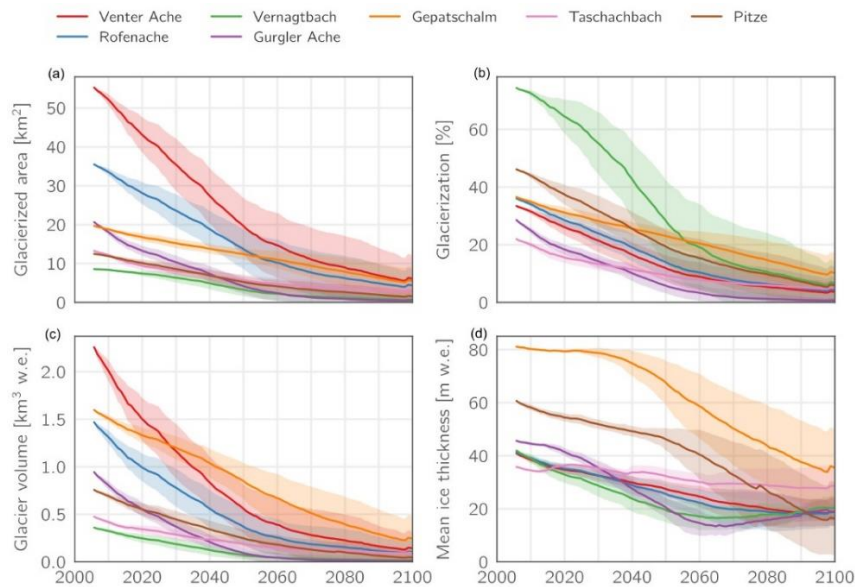 Venter Ache Vernagtbach Gepatschalm Taschachbach Pitze
Rofenache Gurgler Ache
(a) (b)
Glacierized area [km²]
50
40
30
20
10
0
Glacierization [%]
60
40
20
0
(c) (d)
Glacier volume [km³ w.e.]
2.0
1.5
1.0
0.5
0.0
Mean ice thickness [m w.e.]
80
60
40
20
0
2000 2020 2040 2060 2080 2100
2000 2020 2040 2060 2080 2100